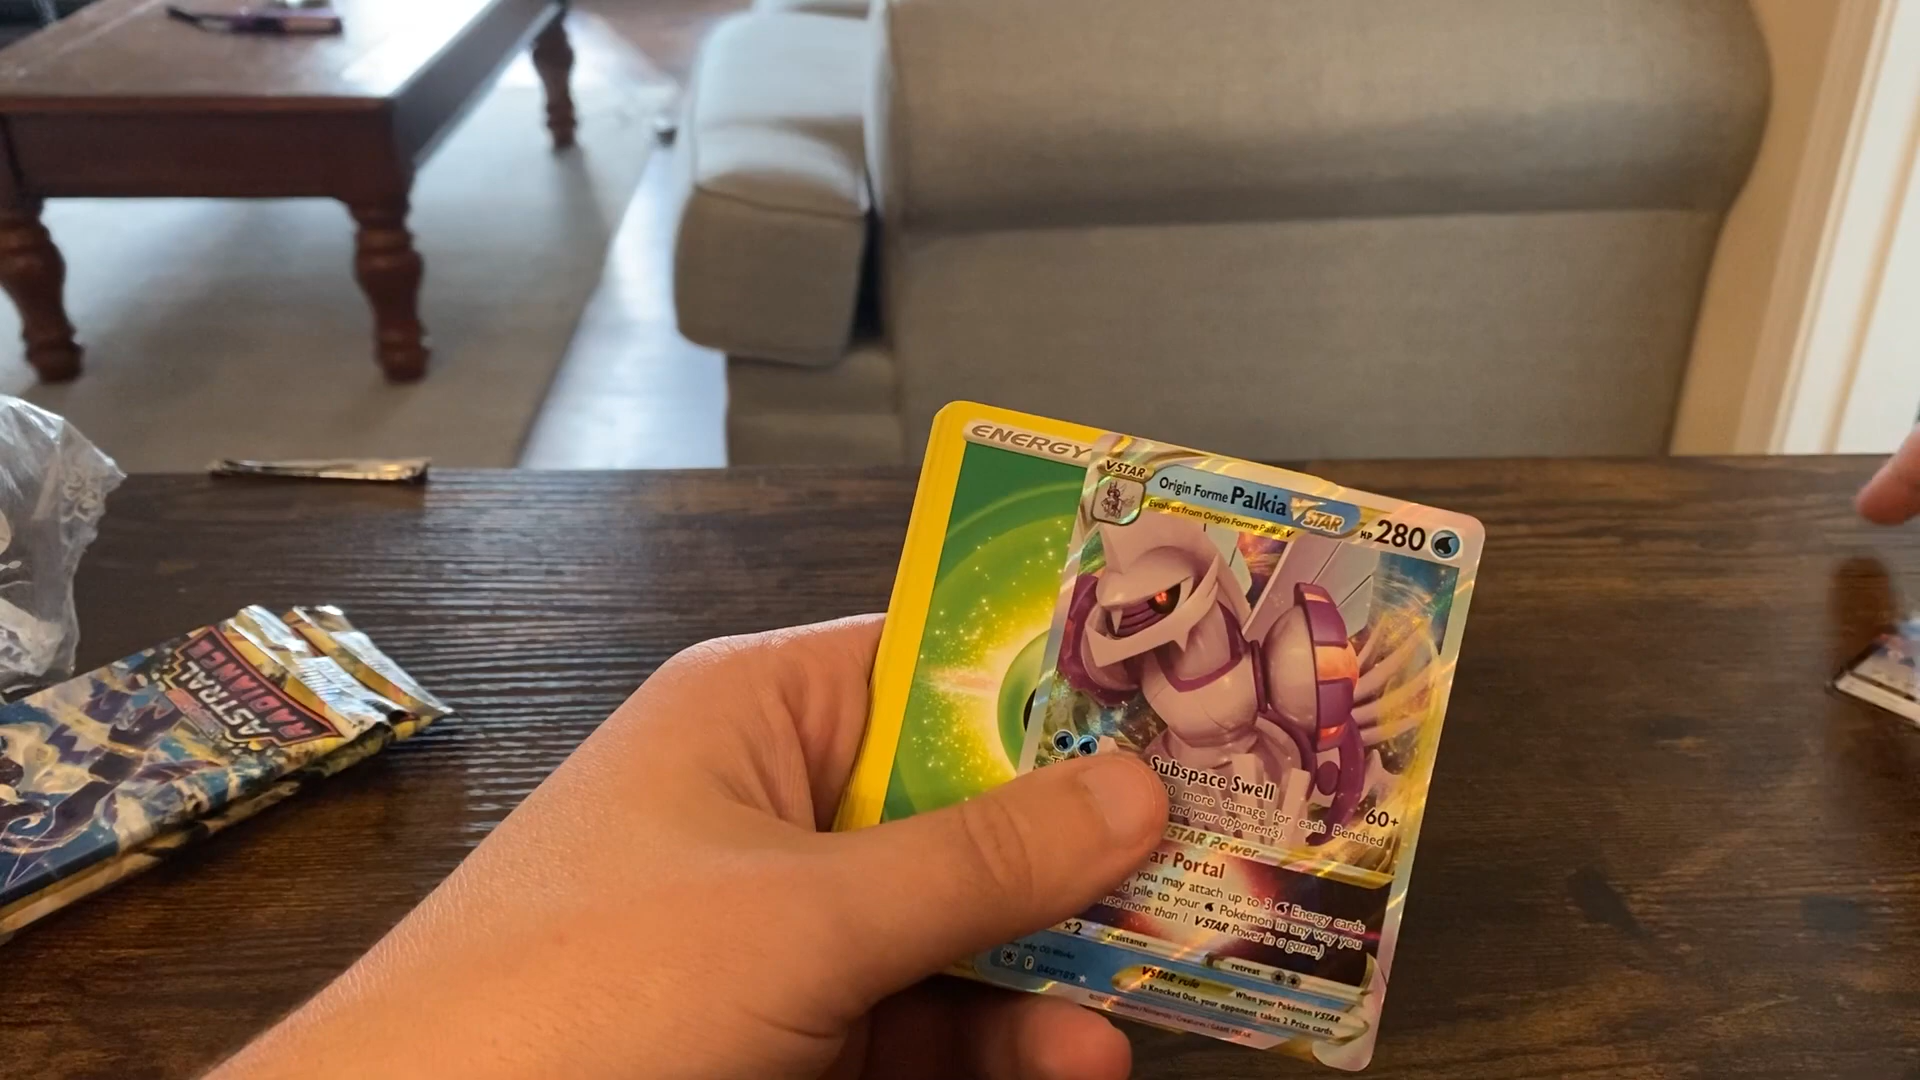 ENERGY
VSTAR
Origin Forme Palkia VSTAR
HP 280
Evolves from Origin Forme Palkia V
Subspace Swell
60+
more damage for each Benched
and your opponent's).
VSTAR Power
ar Portal
you may attach up to 3 Energy cards
d pile to your Pokémon in any way you
use more than 1 VSTAR Power in a game.)
×2
resistance
retreat
040/189
F
VSTAR rule
When your Pokémon VSTAR
is Knocked Out, your opponent takes 2 Prize cards.
ASTRAL
RADIANCE